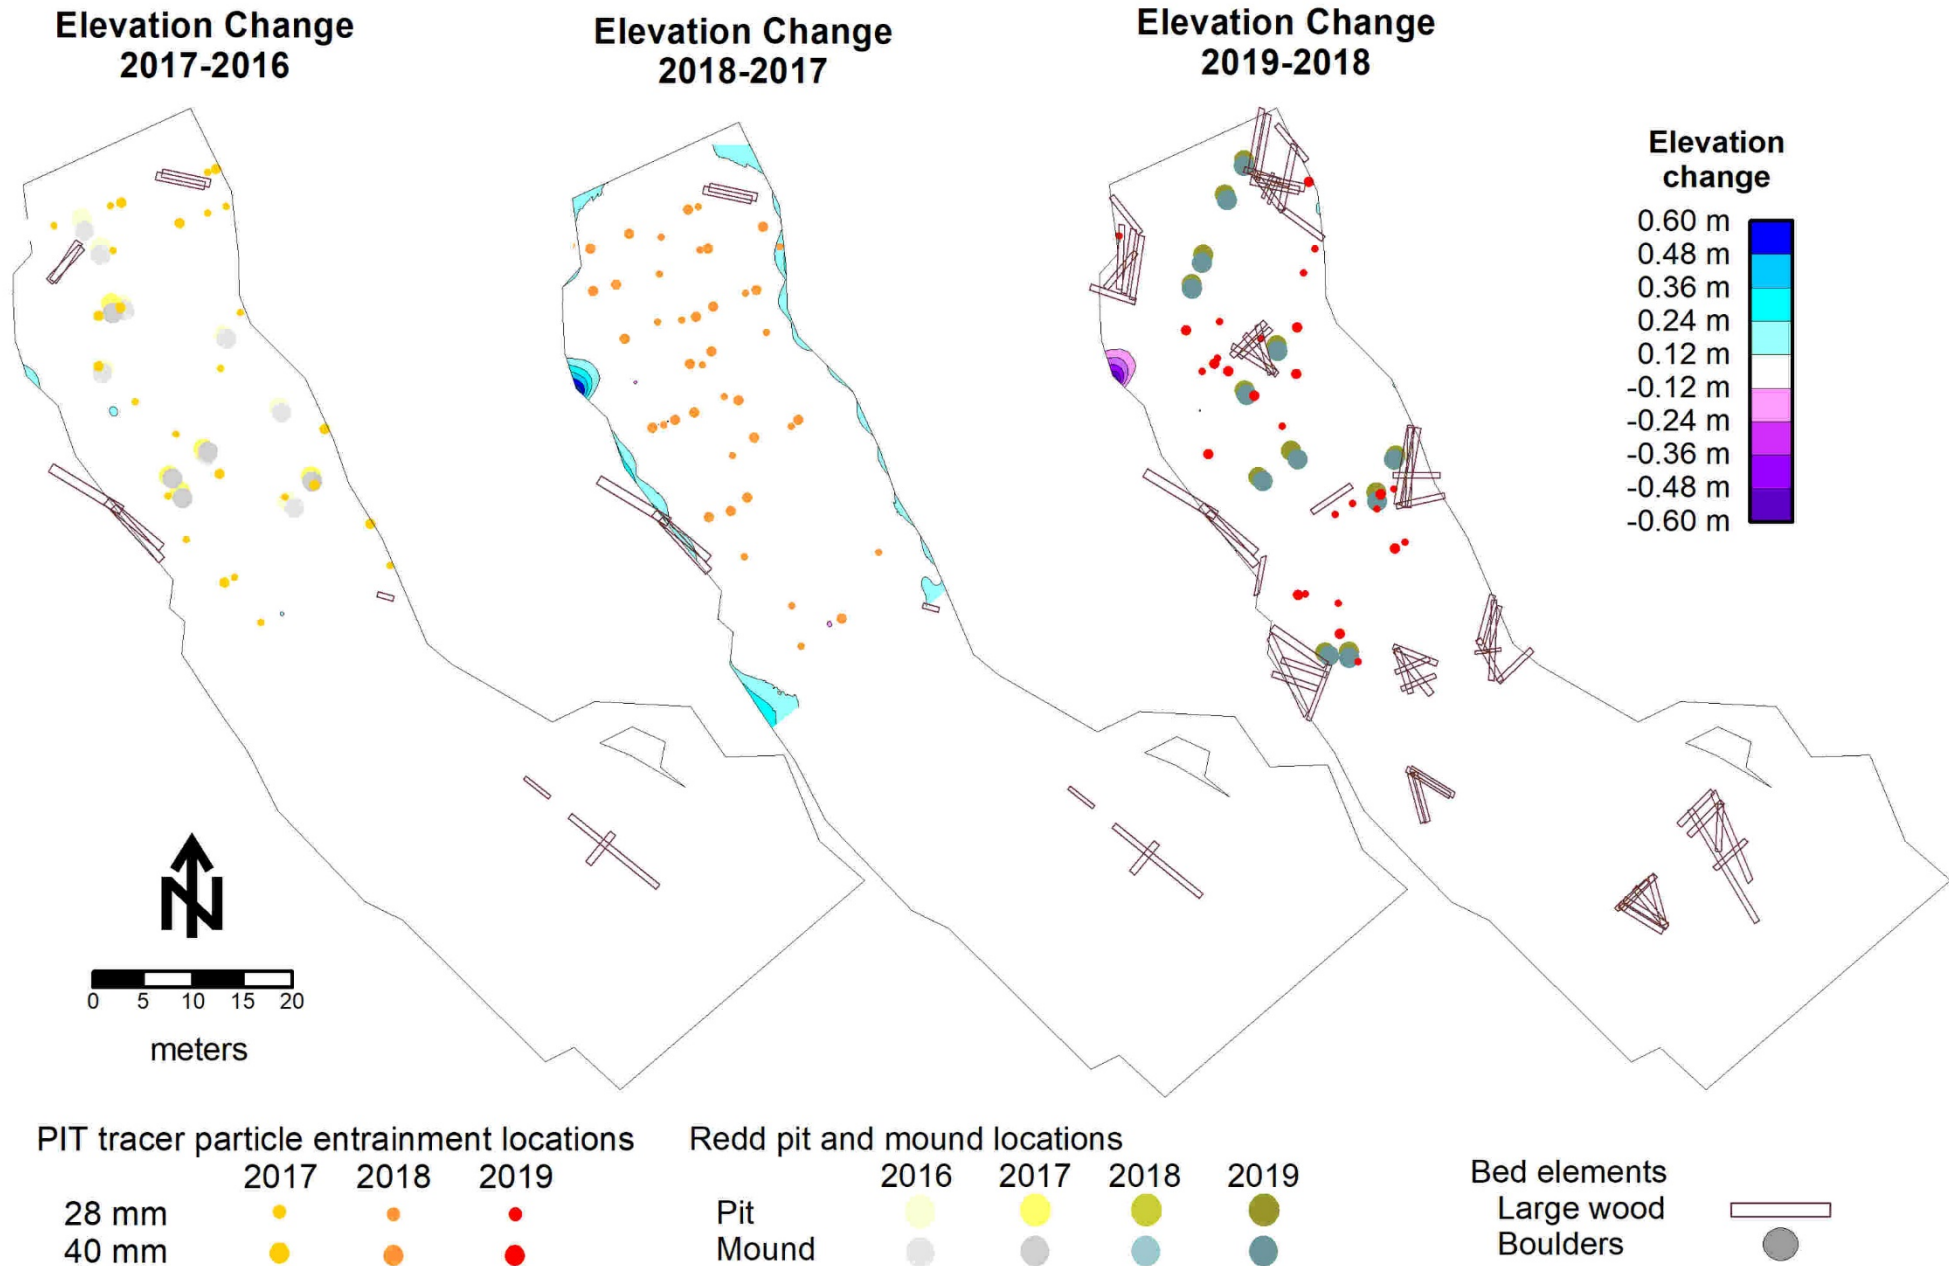 Elevation Change
2017-2016
Elevation Change
2018-2017
Elevation Change
2019-2018
Elevation
change
0.60 m
0.48 m
0.36 m
0.24 m
0.12 m
-0.12 m
-0.24 m
-0.36 m
-0.48 m
-0.60 m
N
0 5 10 15 20
meters
PIT tracer particle entrainment locations
2017 2018 2019
28 mm
40 mm
Redd pit and mound locations
2016 2017 2018 2019
Pit
Mound
Bed elements
Large wood
Boulders